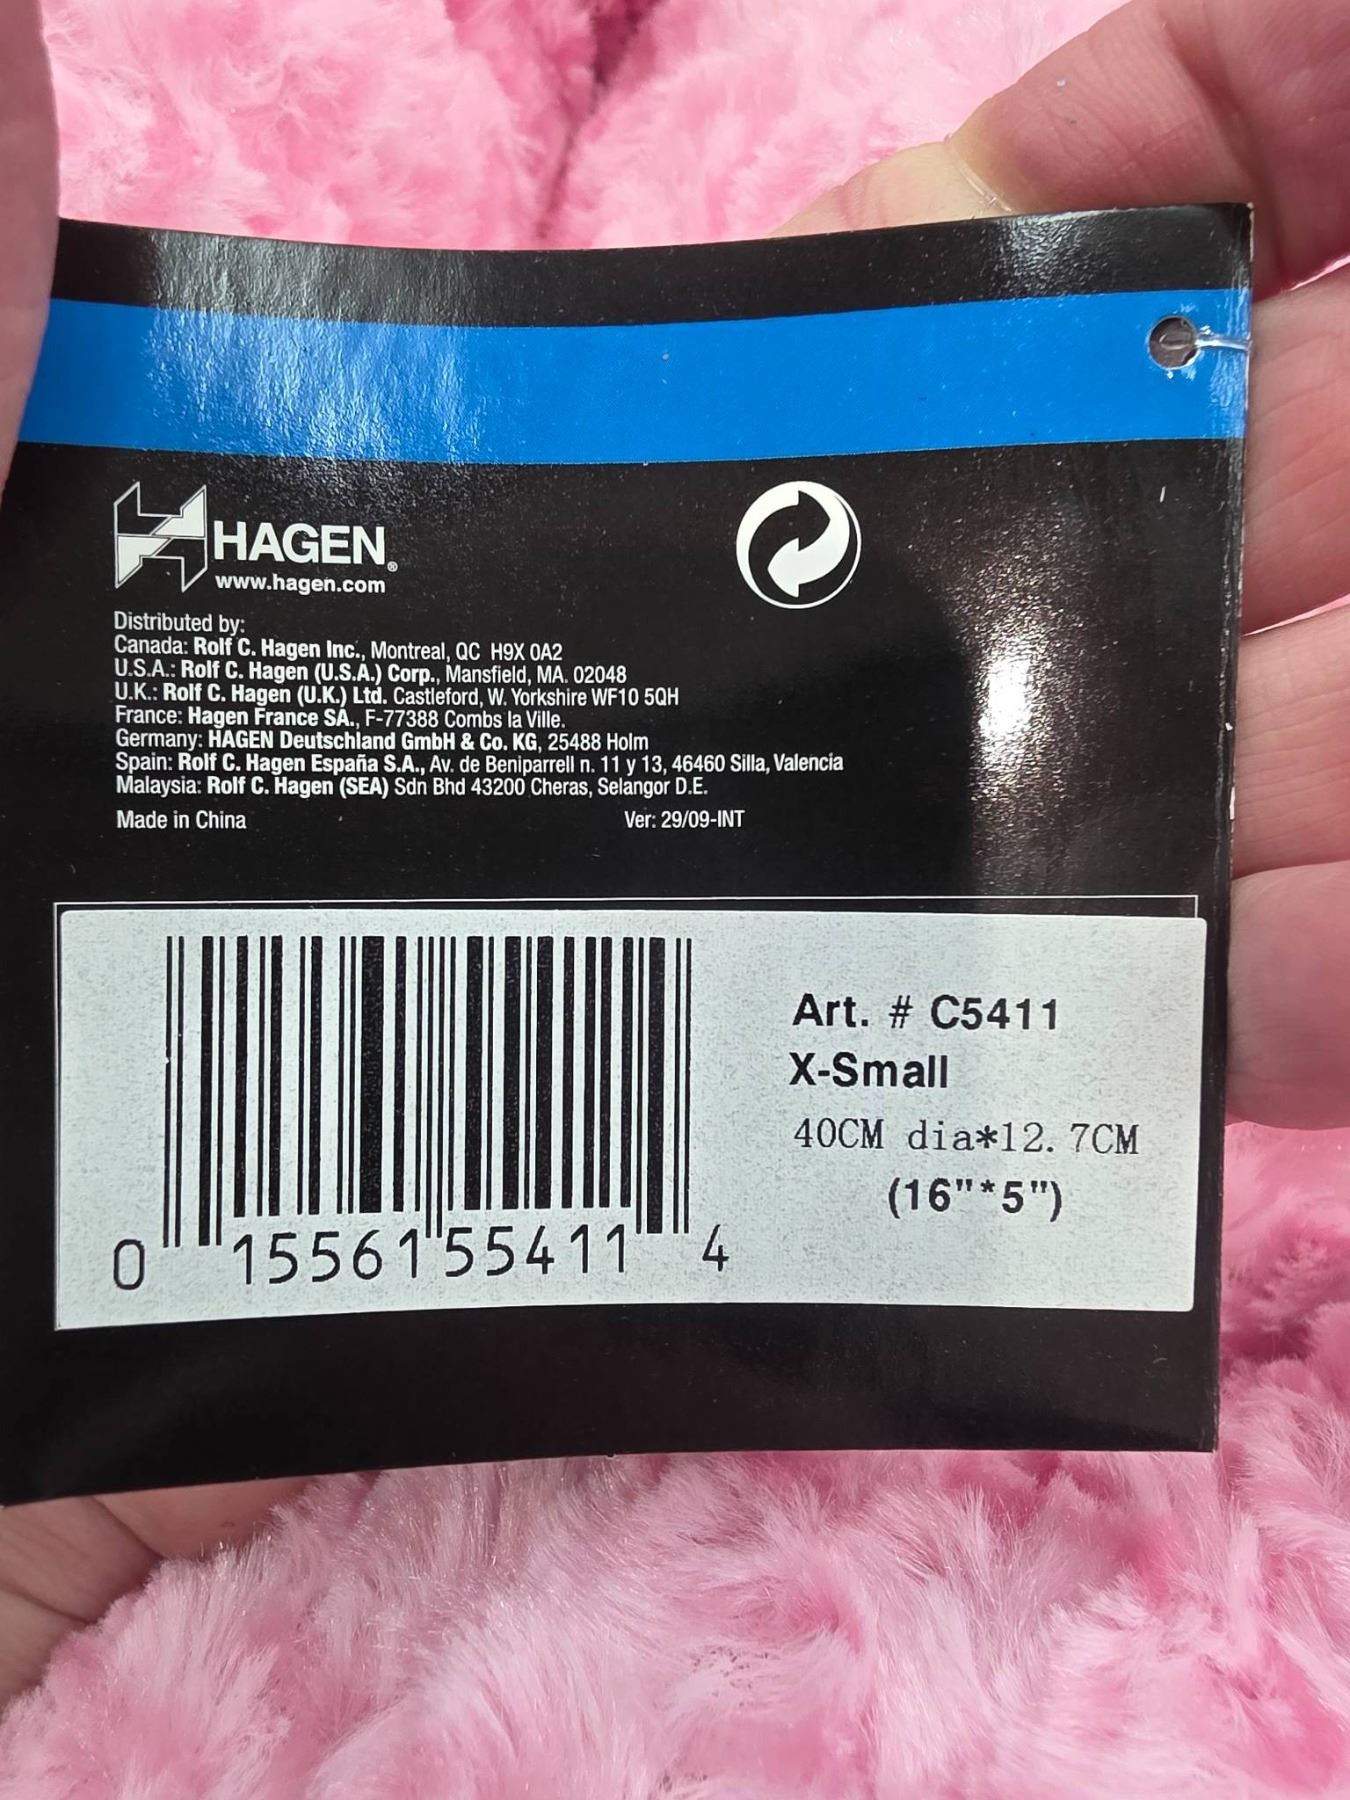 HAGEN®
www.hagen.com
Distributed by:
Canada: Rolf C. Hagen Inc., Montreal, QC H9X 0A2
U.S.A.: Rolf C. Hagen (U.S.A.) Corp., Mansfield, MA. 02048
U.K.: Rolf C. Hagen (U.K.) Ltd. Castleford, W. Yorkshire WF10 5QH
France: Hagen France SA., F-77388 Combs la Ville.
Germany: HAGEN Deutschland GmbH & Co. KG, 25488 Holm
Spain: Rolf C. Hagen España S.A., Av. de Beniparrell n. 11 y 13, 46460 Silla, Valencia
Malaysia: Rolf C. Hagen (SEA) Sdn Bhd 43200 Cheras, Selangor D.E.
Made in China Ver: 29/09-INT
Art. # C5411
X-Small
40CM dia*12.7CM
(16"*5")
0 15561 55411 4